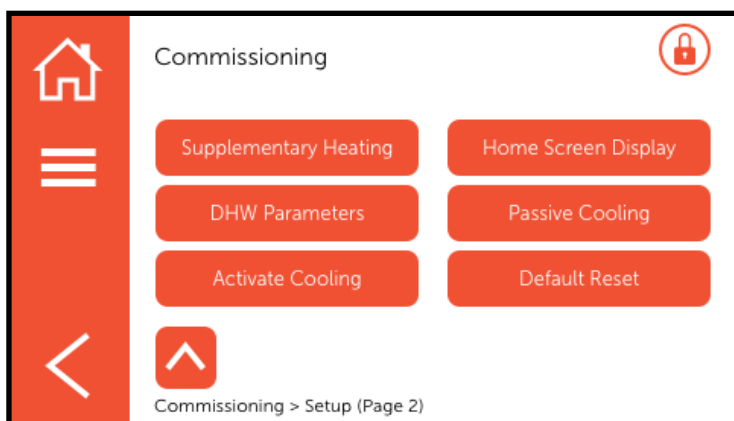 Commissioning
Supplementary Heating
Home Screen Display
DHW Parameters
Passive Cooling
Activate Cooling
Default Reset
Commissioning > Setup (Page 2)